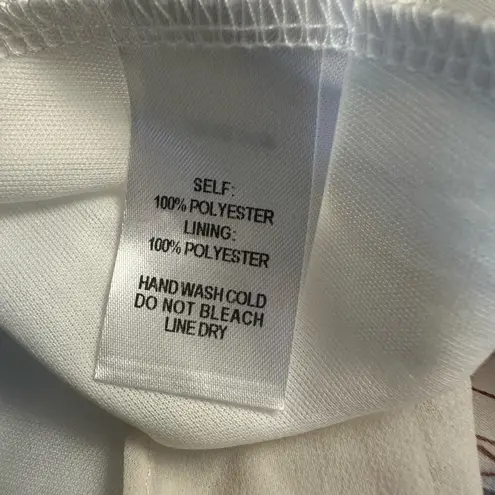 SELF:
100% POLYESTER
LINING:
100% POLYESTER
HAND WASH COLD
DO NOT BLEACH
LINE DRY